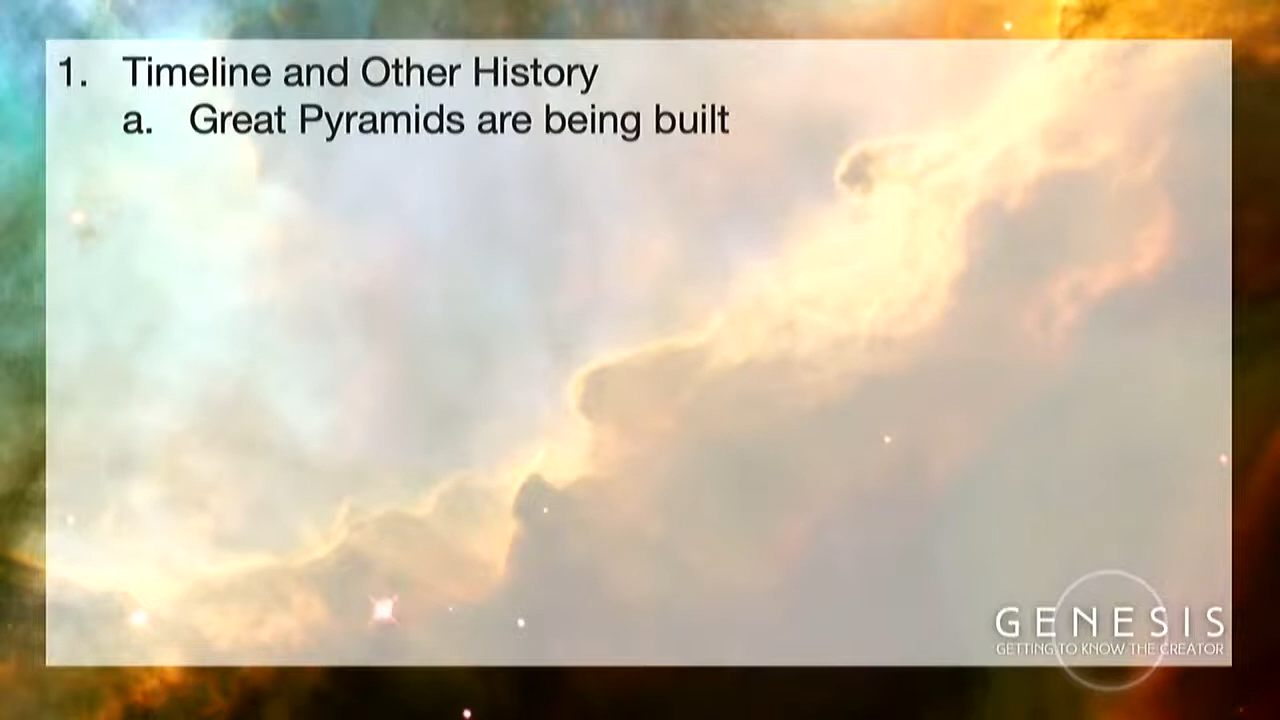 1. Timeline and Other History
a. Great Pyramids are being built
GENESIS
GETTING TO KNOW THE CREATOR